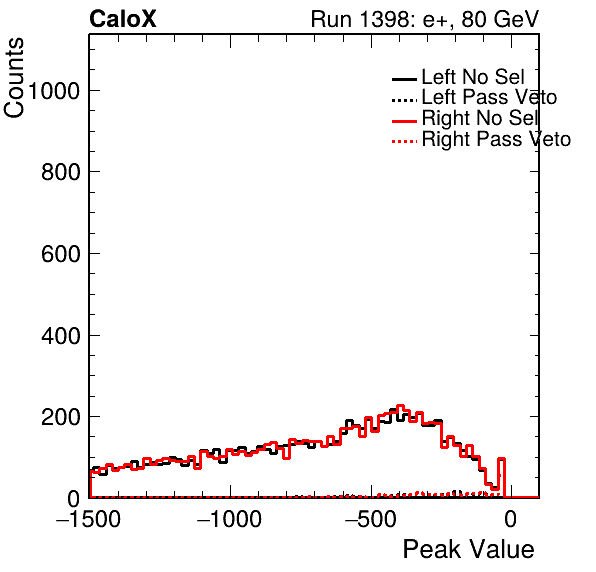 CaloX Run 1398: e+, 80 GeV
Counts
1000
800
600
400
200
0
Left No Sel
Left Pass Veto
Right No Sel
Right Pass Veto
−1500 −1000 −500 0
Peak Value